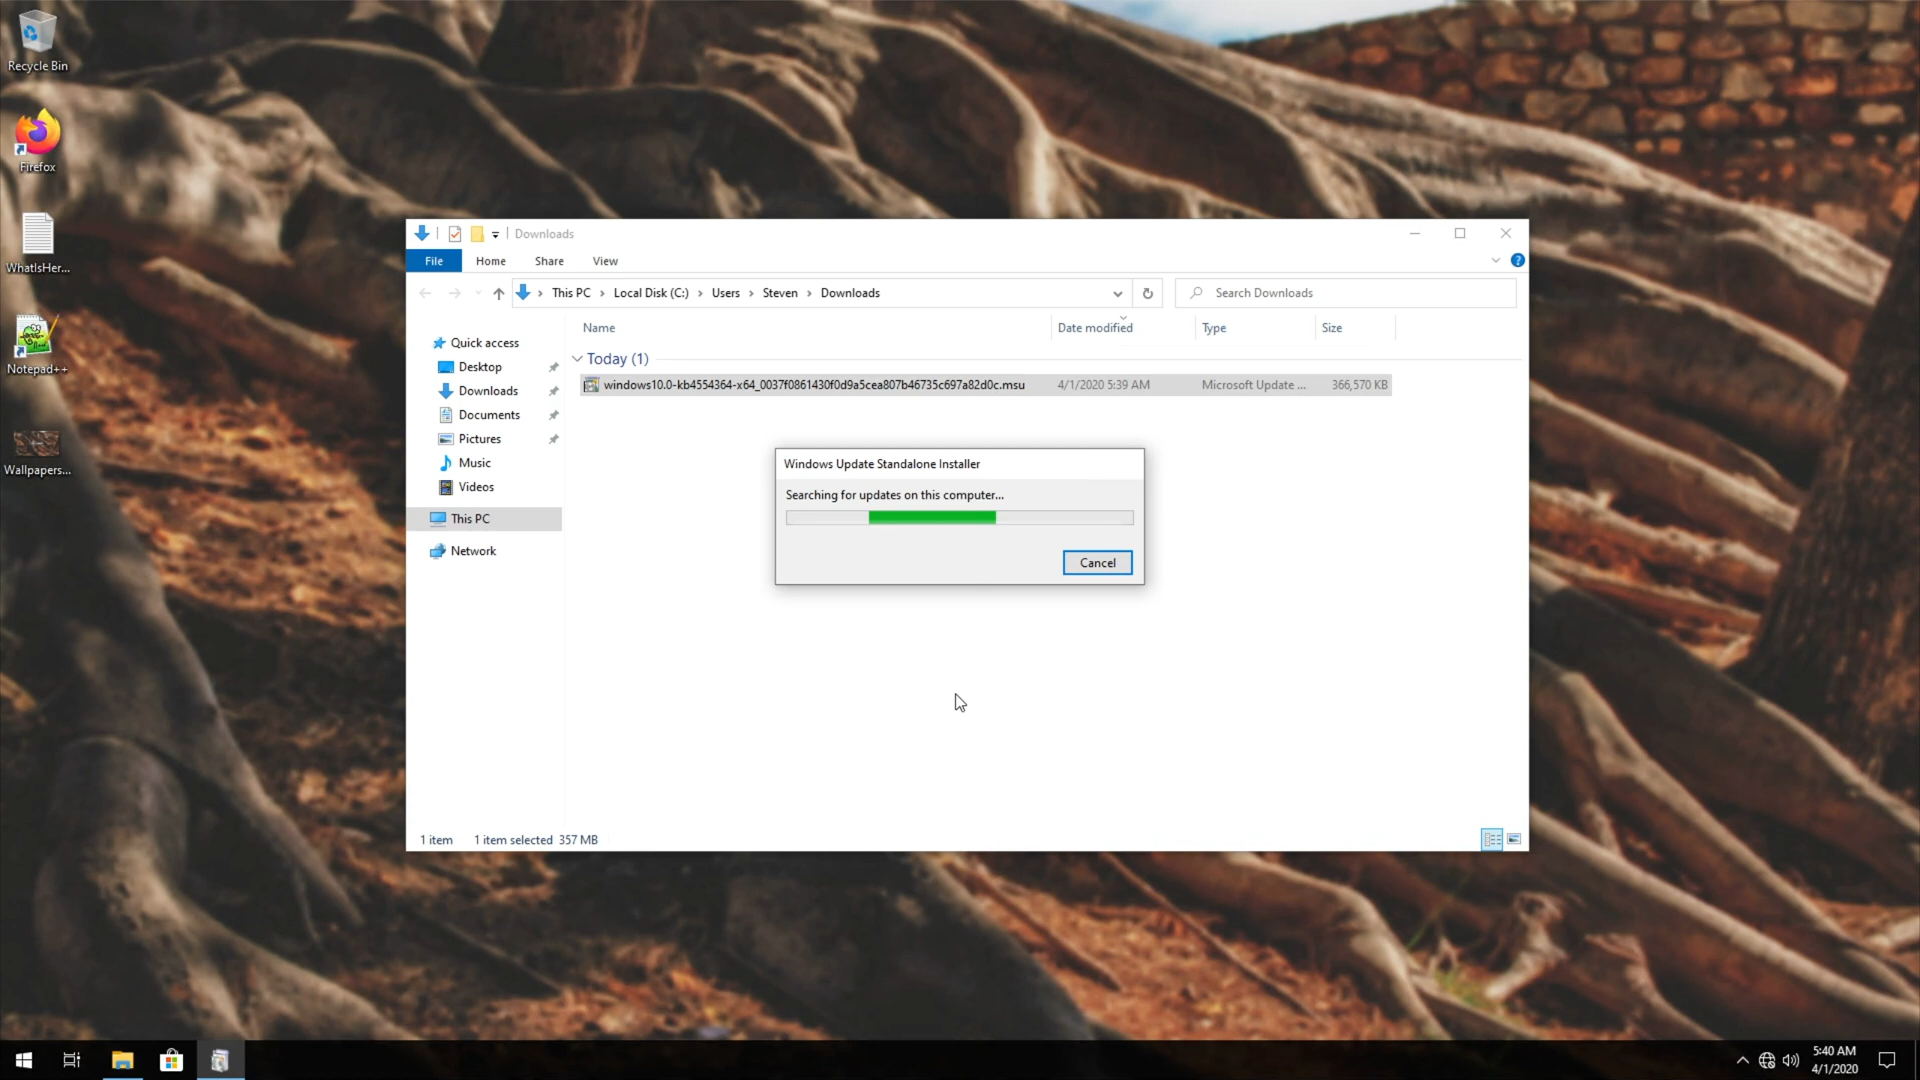 Recycle Bin
Firefox
WhatIsHer...
Notepad++
Wallpapers...
Downloads
File Home Share View
This PC Local Disk (C:) Users Steven Downloads
Search Downloads
Name Date modified Type Size
Quick access
Desktop
Downloads
Documents
Pictures
Music
Videos
This PC
Network
Today (1)
windows10.0-kb4554364-x64_0037f0861430f0d9a5cea807b46735c697a82d0c.msu 4/1/2020 5:39 AM Microsoft Update ... 366,570 KB
Windows Update Standalone Installer
Searching for updates on this computer...
Cancel
1 item 1 item selected 357 MB
5:40 AM
4/1/2020